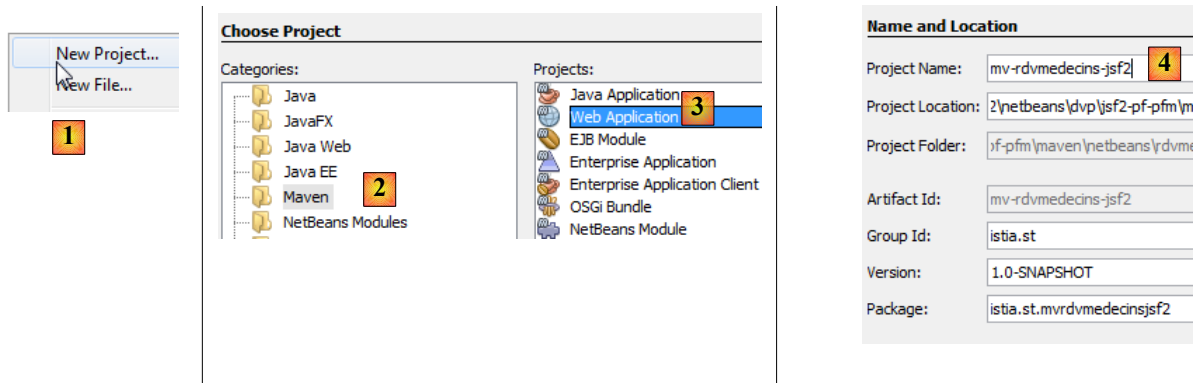 New Project...
New File...
1
Choose Project
Categories:
Java
JavaFX
Java Web
Java EE
Maven
2
NetBeans Modules
Projects:
Java Application
Web Application
3
EJB Module
Enterprise Application
Enterprise Application Client
OSGi Bundle
NetBeans Module
Name and Location
Project Name: mv-rdvmedecins-jsf2
4
Project Location: 2\netbeans\dvp\jsf2-pf-pfm\m
Project Folder: of-pfm\maven\netbeans\rdvme
Artifact Id: mv-rdvmedecins-jsf2
Group Id: istia.st
Version: 1.0-SNAPSHOT
Package: istia.st.mvrdvmedecinsjsf2